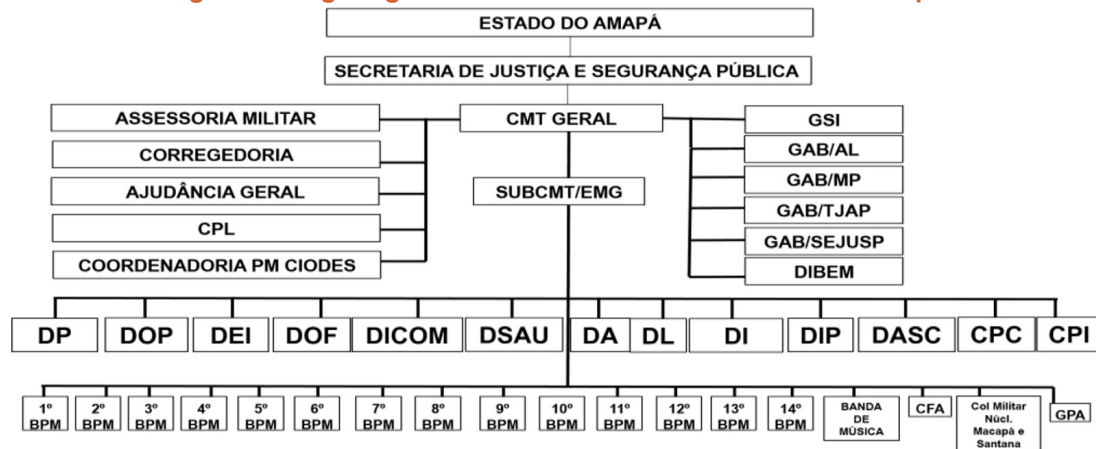 ESTADO DO AMAPÁ
SECRETARIA DE JUSTIÇA E SEGURANÇA PÚBLICA
CMT GERAL
ASSESSORIA MILITAR
CORREGEDORIA
AJUDÂNCIA GERAL
CPL
COORDENADORIA PM CIODES
GSI
GAB/AL
GAB/MP
GAB/TJAP
GAB/SEJUSP
DIBEM
SUBCMT/EMG
DP DOP DEI DOF DICOM DSAU DA DL DI DIP DASC CPC CPI
1º
BPM
2º
BPM
3º
BPM
4º
BPM
5º
BPM
6º
BPM
7º
BPM
8º
BPM
9º
BPM
10º
BPM
11º
BPM
12º
BPM
13º
BPM
14º
BPM
BANDA
DE
MÚSICA
CFA
Col Militar
Núcl.
Macapá e
Santana
GPA